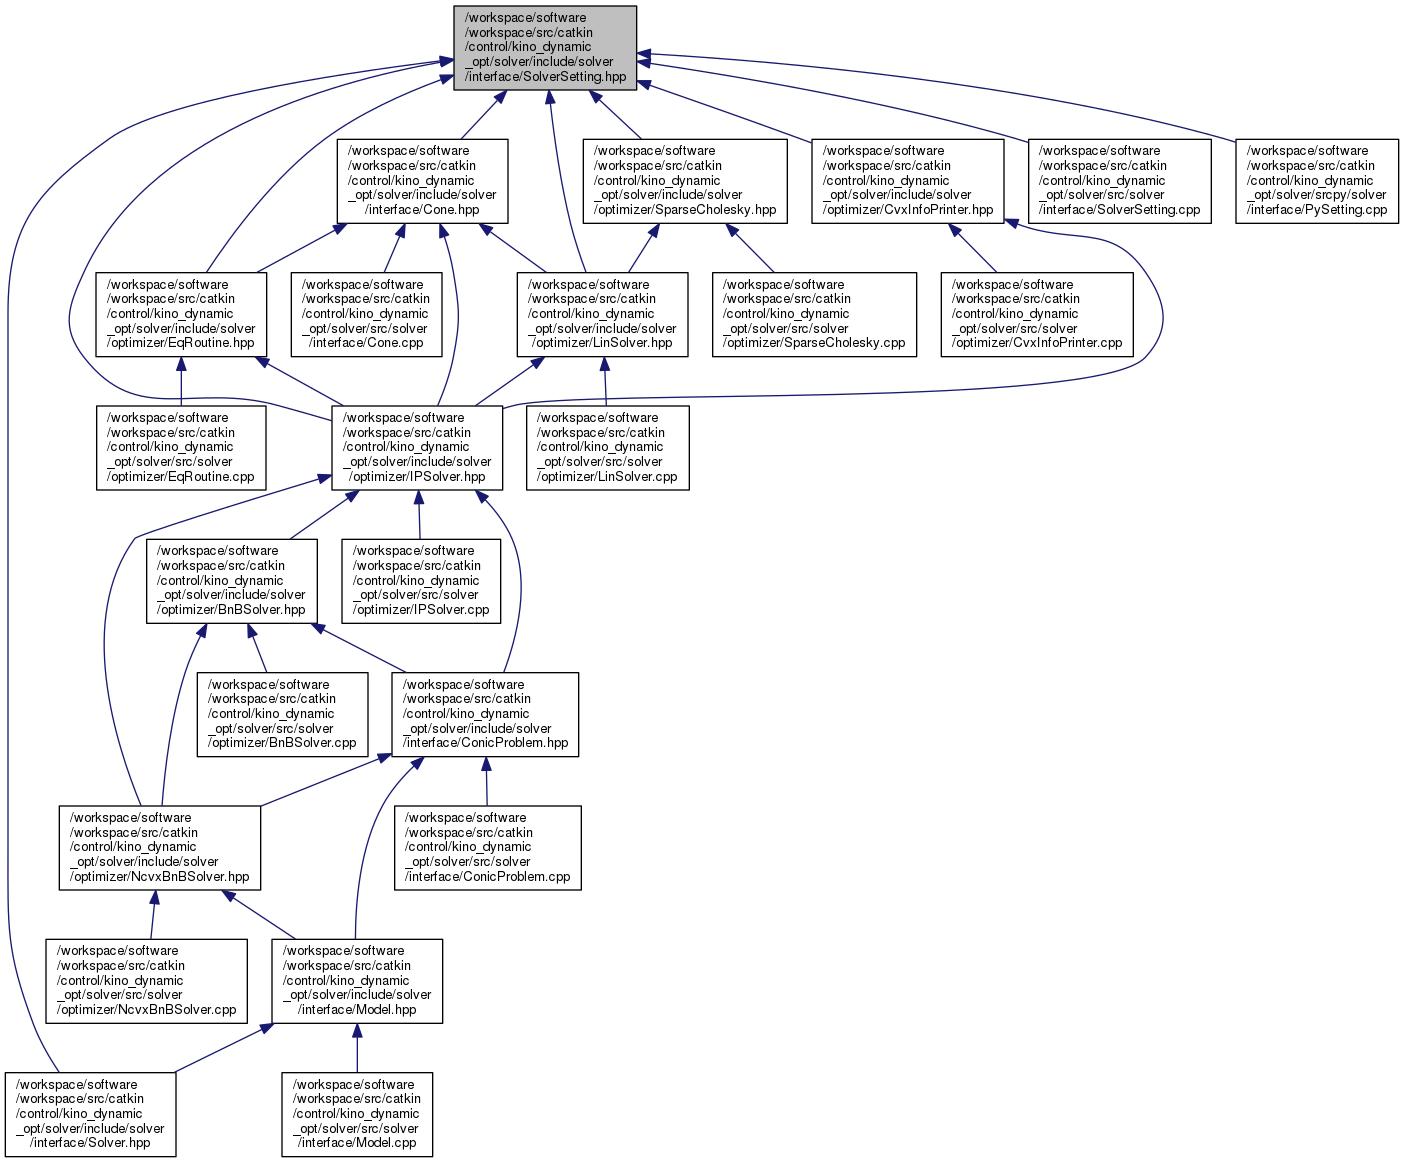 /workspace/software
/workspace/src/catkin
/control/kino_dynamic
_opt/solver/include/solver
/interface/SolverSetting.hpp
/workspace/software
/workspace/src/catkin
/control/kino_dynamic
_opt/solver/include/solver
/interface/Cone.hpp
/workspace/software
/workspace/src/catkin
/control/kino_dynamic
_opt/solver/include/solver
/optimizer/SparseCholesky.hpp
/workspace/software
/workspace/src/catkin
/control/kino_dynamic
_opt/solver/include/solver
/optimizer/CvxInfoPrinter.hpp
/workspace/software
/workspace/src/catkin
/control/kino_dynamic
_opt/solver/src/solver
/interface/SolverSetting.cpp
/workspace/software
/workspace/src/catkin
/control/kino_dynamic
_opt/solver/srcpy/solver
/interface/PySetting.cpp
/workspace/software
/workspace/src/catkin
/control/kino_dynamic
_opt/solver/include/solver
/optimizer/EqRoutine.hpp
/workspace/software
/workspace/src/catkin
/control/kino_dynamic
_opt/solver/src/solver
/interface/Cone.cpp
/workspace/software
/workspace/src/catkin
/control/kino_dynamic
_opt/solver/include/solver
/optimizer/LinSolver.hpp
/workspace/software
/workspace/src/catkin
/control/kino_dynamic
_opt/solver/src/solver
/optimizer/SparseCholesky.cpp
/workspace/software
/workspace/src/catkin
/control/kino_dynamic
_opt/solver/src/solver
/optimizer/CvxInfoPrinter.cpp
/workspace/software
/workspace/src/catkin
/control/kino_dynamic
_opt/solver/src/solver
/optimizer/EqRoutine.cpp
/workspace/software
/workspace/src/catkin
/control/kino_dynamic
_opt/solver/include/solver
/optimizer/IPSolver.hpp
/workspace/software
/workspace/src/catkin
/control/kino_dynamic
_opt/solver/src/solver
/optimizer/LinSolver.cpp
/workspace/software
/workspace/src/catkin
/control/kino_dynamic
_opt/solver/include/solver
/optimizer/BnBSolver.hpp
/workspace/software
/workspace/src/catkin
/control/kino_dynamic
_opt/solver/src/solver
/optimizer/IPSolver.cpp
/workspace/software
/workspace/src/catkin
/control/kino_dynamic
_opt/solver/src/solver
/optimizer/BnBSolver.cpp
/workspace/software
/workspace/src/catkin
/control/kino_dynamic
_opt/solver/include/solver
/interface/ConicProblem.hpp
/workspace/software
/workspace/src/catkin
/control/kino_dynamic
_opt/solver/include/solver
/optimizer/NcvxBnBSolver.hpp
/workspace/software
/workspace/src/catkin
/control/kino_dynamic
_opt/solver/src/solver
/interface/ConicProblem.cpp
/workspace/software
/workspace/src/catkin
/control/kino_dynamic
_opt/solver/src/solver
/optimizer/NcvxBnBSolver.cpp
/workspace/software
/workspace/src/catkin
/control/kino_dynamic
_opt/solver/include/solver
/interface/Model.hpp
/workspace/software
/workspace/src/catkin
/control/kino_dynamic
_opt/solver/include/solver
/interface/Solver.hpp
/workspace/software
/workspace/src/catkin
/control/kino_dynamic
_opt/solver/src/solver
/interface/Model.cpp